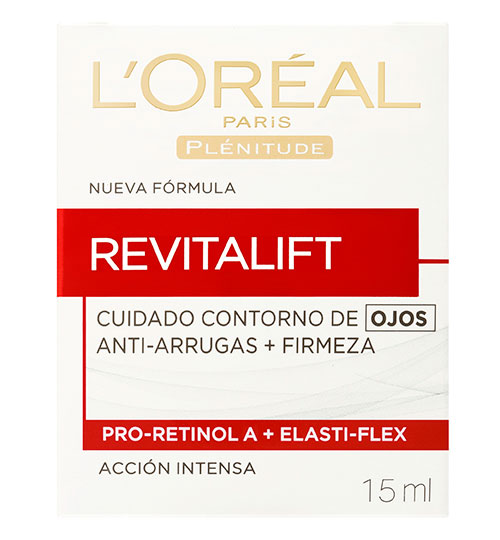 L'ORÉAL
PARiS
PLÉNITUDE
NUEVA FÓRMULA
REVITALIFT
CUIDADO CONTORNO DE OJOS
ANTI-ARRUGAS + FIRMEZA
PRO-RETINOL A + ELASTI-FLEX
ACCIÓN INTENSA
15 ml